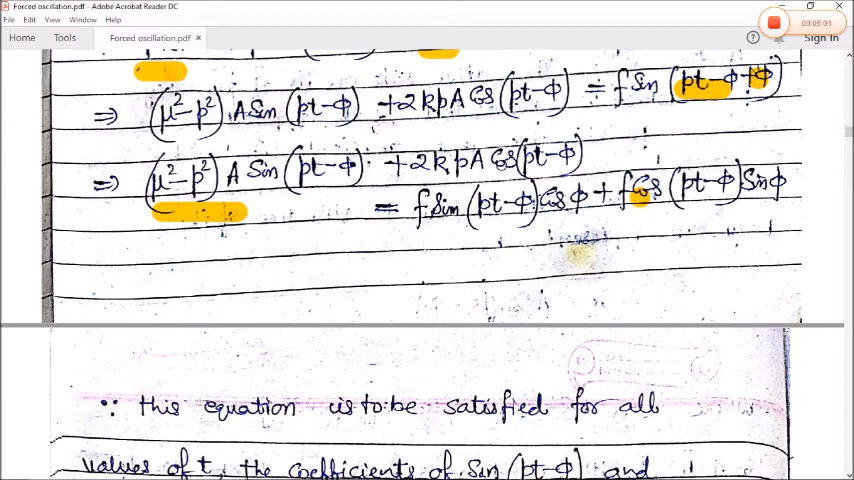 Forced oscillation.pdf - Adobe Acrobat Reader DC
File Edit View Window Help
00:05:01
Home Tools Forced oscillation.pdf × Sign In
⇒ (μ²-p²) A Sin (pt-φ) +2kpA Cos (pt-φ) = f Sin (pt-φ+φ)
⇒ (μ²-p²) A Sin (pt-φ) +2kpA Cos (pt-φ)
= f Sin (pt-φ) Cos φ + f Cos (pt-φ) Sin φ
∵ this equation is to be satisfied for all
values of t, the coefficients of Sin (pt-φ) and